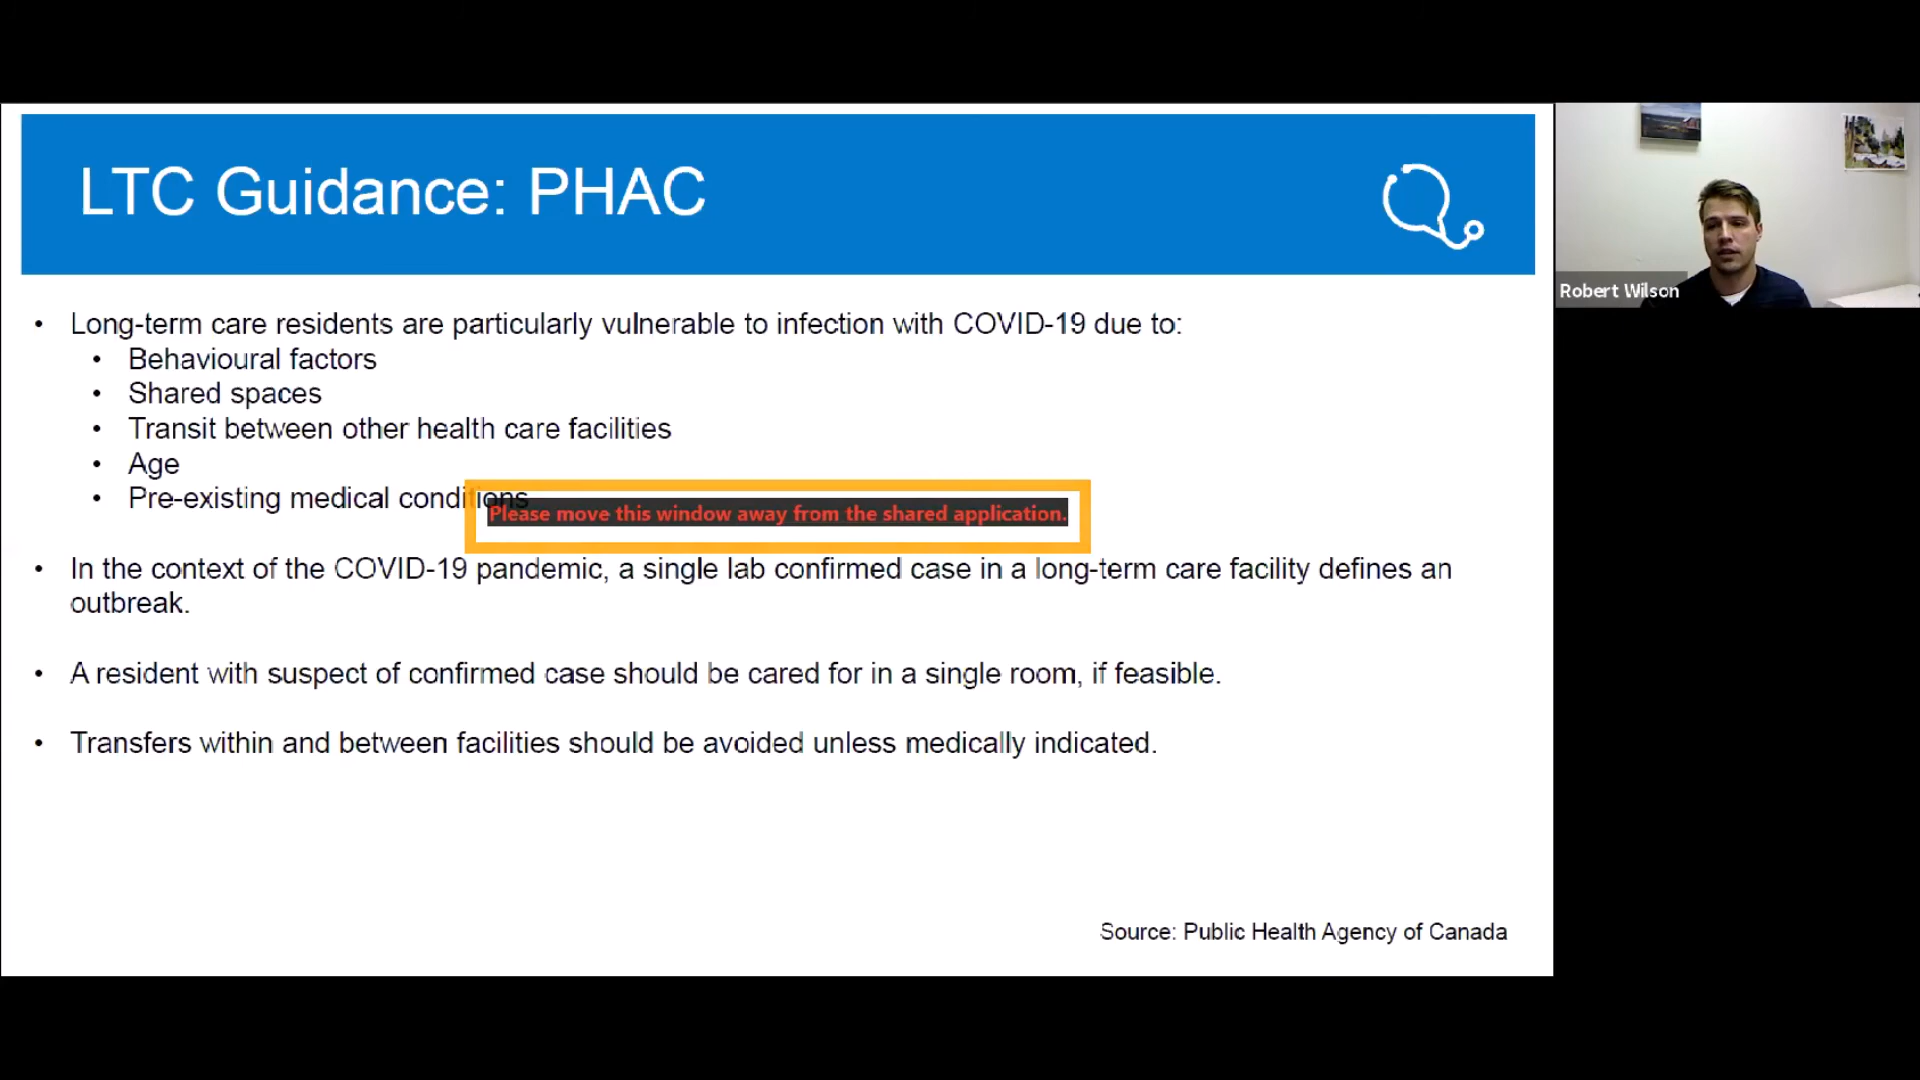 LTC Guidance: PHAC
Robert Wilson
• Long-term care residents are particularly vulnerable to infection with COVID-19 due to:
• Behavioural factors
• Shared spaces
• Transit between other health care facilities
• Age
• Pre-existing medical conditions
Please move this window away from the shared application.
• In the context of the COVID-19 pandemic, a single lab confirmed case in a long-term care facility defines an
outbreak.
• A resident with suspect of confirmed case should be cared for in a single room, if feasible.
• Transfers within and between facilities should be avoided unless medically indicated.
Source: Public Health Agency of Canada